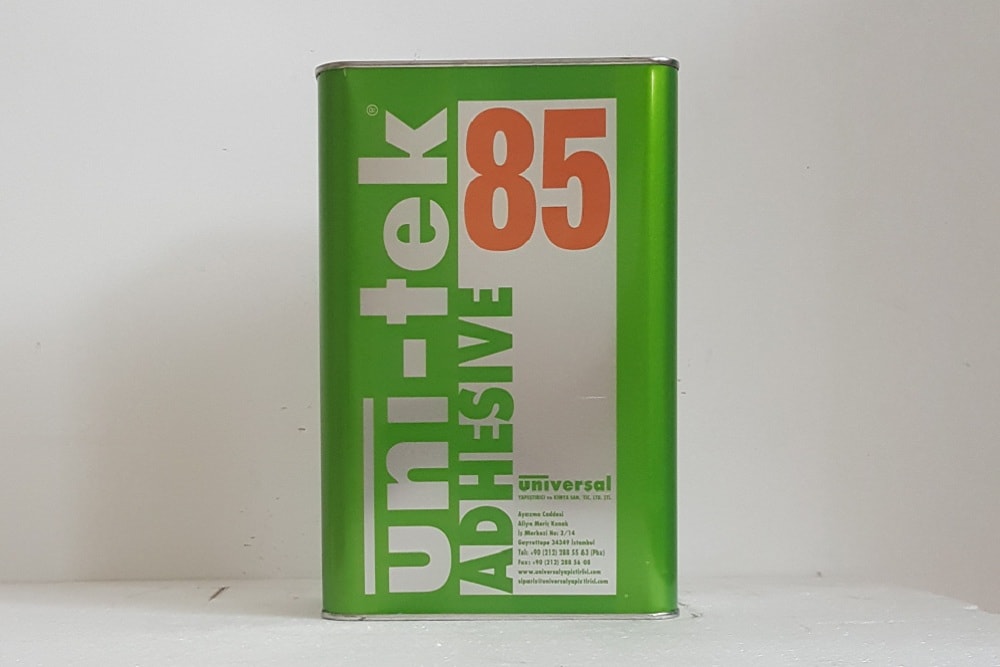 uni-tek®
ADHESIVE
85
universal
YAPIŞTIRICI ve KİMYA SAN. TİC. LTD. ŞTİ.
Ayazma Caddesi
Aliya Meriç Konak
İş Merkezi No: 3/14
Gayrettepe 34349 İstanbul
Tel: +90 (212) 288 55 63 (Pbx)
Fax: +90 (212) 288 56 08
www.universalyapistirici.com
siparis@universalyapistirici.com